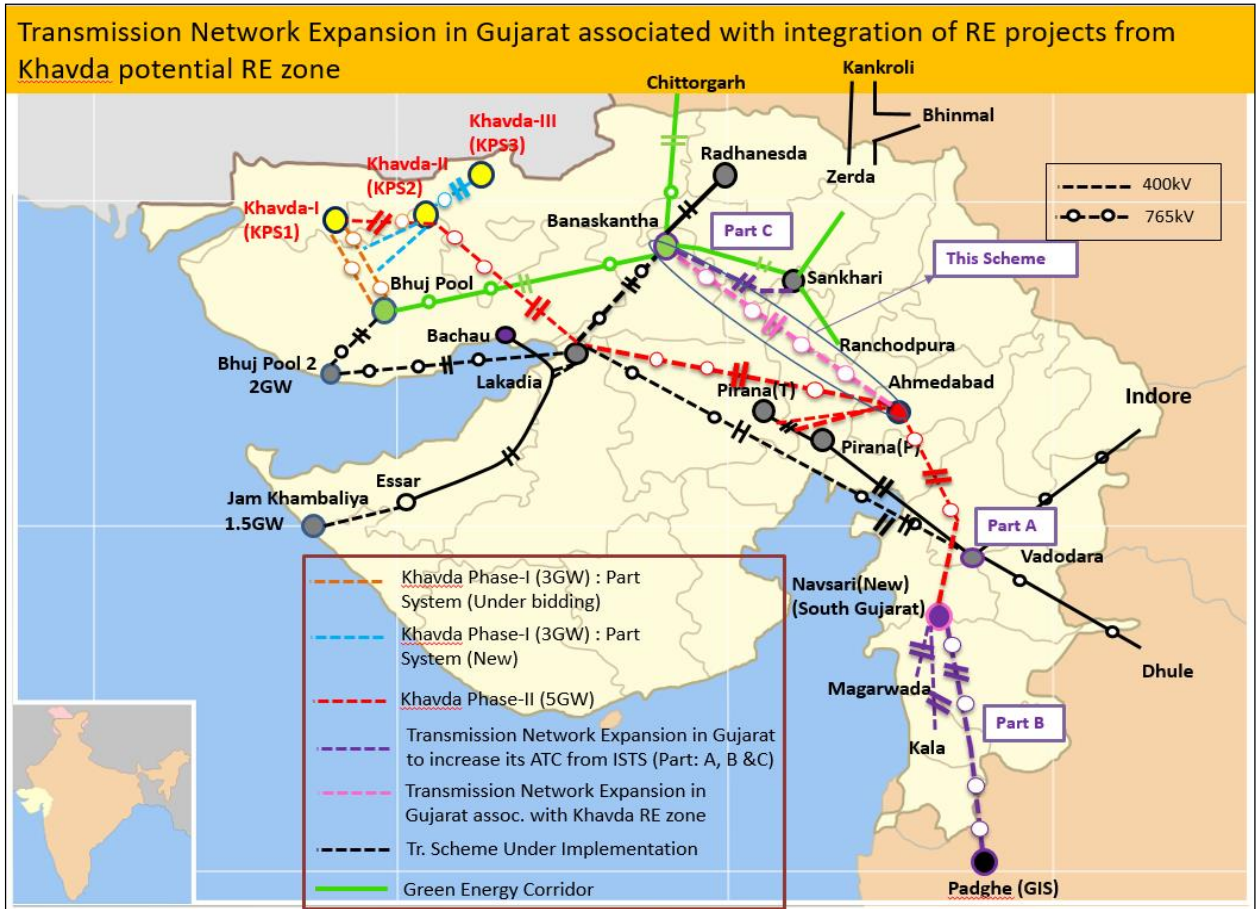 Transmission Network Expansion in Gujarat associated with integration of RE projects from
Khavda potential RE zone
Kankroli
Chittorgarh
Bhinmal
Khavda-III
(KPS3)
Radhanesda
Khavda-II
(KPS2)
Zerda
400kV
765kV
Khavda-I
(KPS1)
Banaskantha
Part C
This Scheme
Bhuj Pool
Sankhari
Bachau
Ranchodpura
Bhuj Pool 2
2GW
Lakadia
Pirana(T)
Ahmedabad
Indore
Pirana(P)
Essar
Jam Khambaliya
1.5GW
Part A
Vadodara
Navsari(New)
(South Gujarat)
Dhule
Magarwada
Part B
Kala
Padghe (GIS)
Khavda Phase-I (3GW) : Part
System (Under bidding)
Khavda Phase-I (3GW) : Part
System (New)
Khavda Phase-II (5GW)
Transmission Network Expansion in Gujarat
to increase its ATC from ISTS (Part: A, B &C)
Transmission Network Expansion in
Gujarat assoc. with Khavda RE zone
Tr. Scheme Under Implementation
Green Energy Corridor